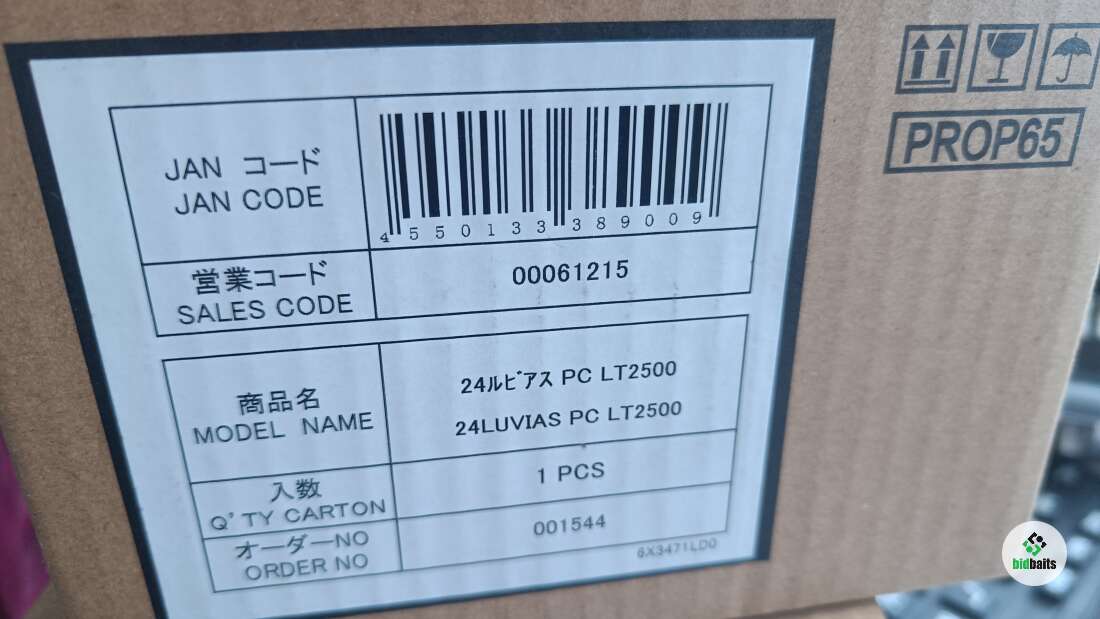 JAN コード
JAN CODE
4550133389009
営業コード
SALES CODE
00061215
商品名
MODEL NAME
24ルビアス PC LT2500
24LUVIAS PC LT2500
入数
Q'TY CARTON
1 PCS
オーダーNO
ORDER NO
001544
6X3471LD0
PROP65
bidbaits